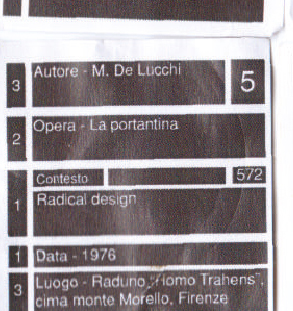 3 Autore - M. De Lucchi 5
2 Opera - La portantina
Contesto 572
1 Radical design
1 Data - 1976
3 Luogo - Raduno „Homo Trahens",
cima monte Morello, Firenze